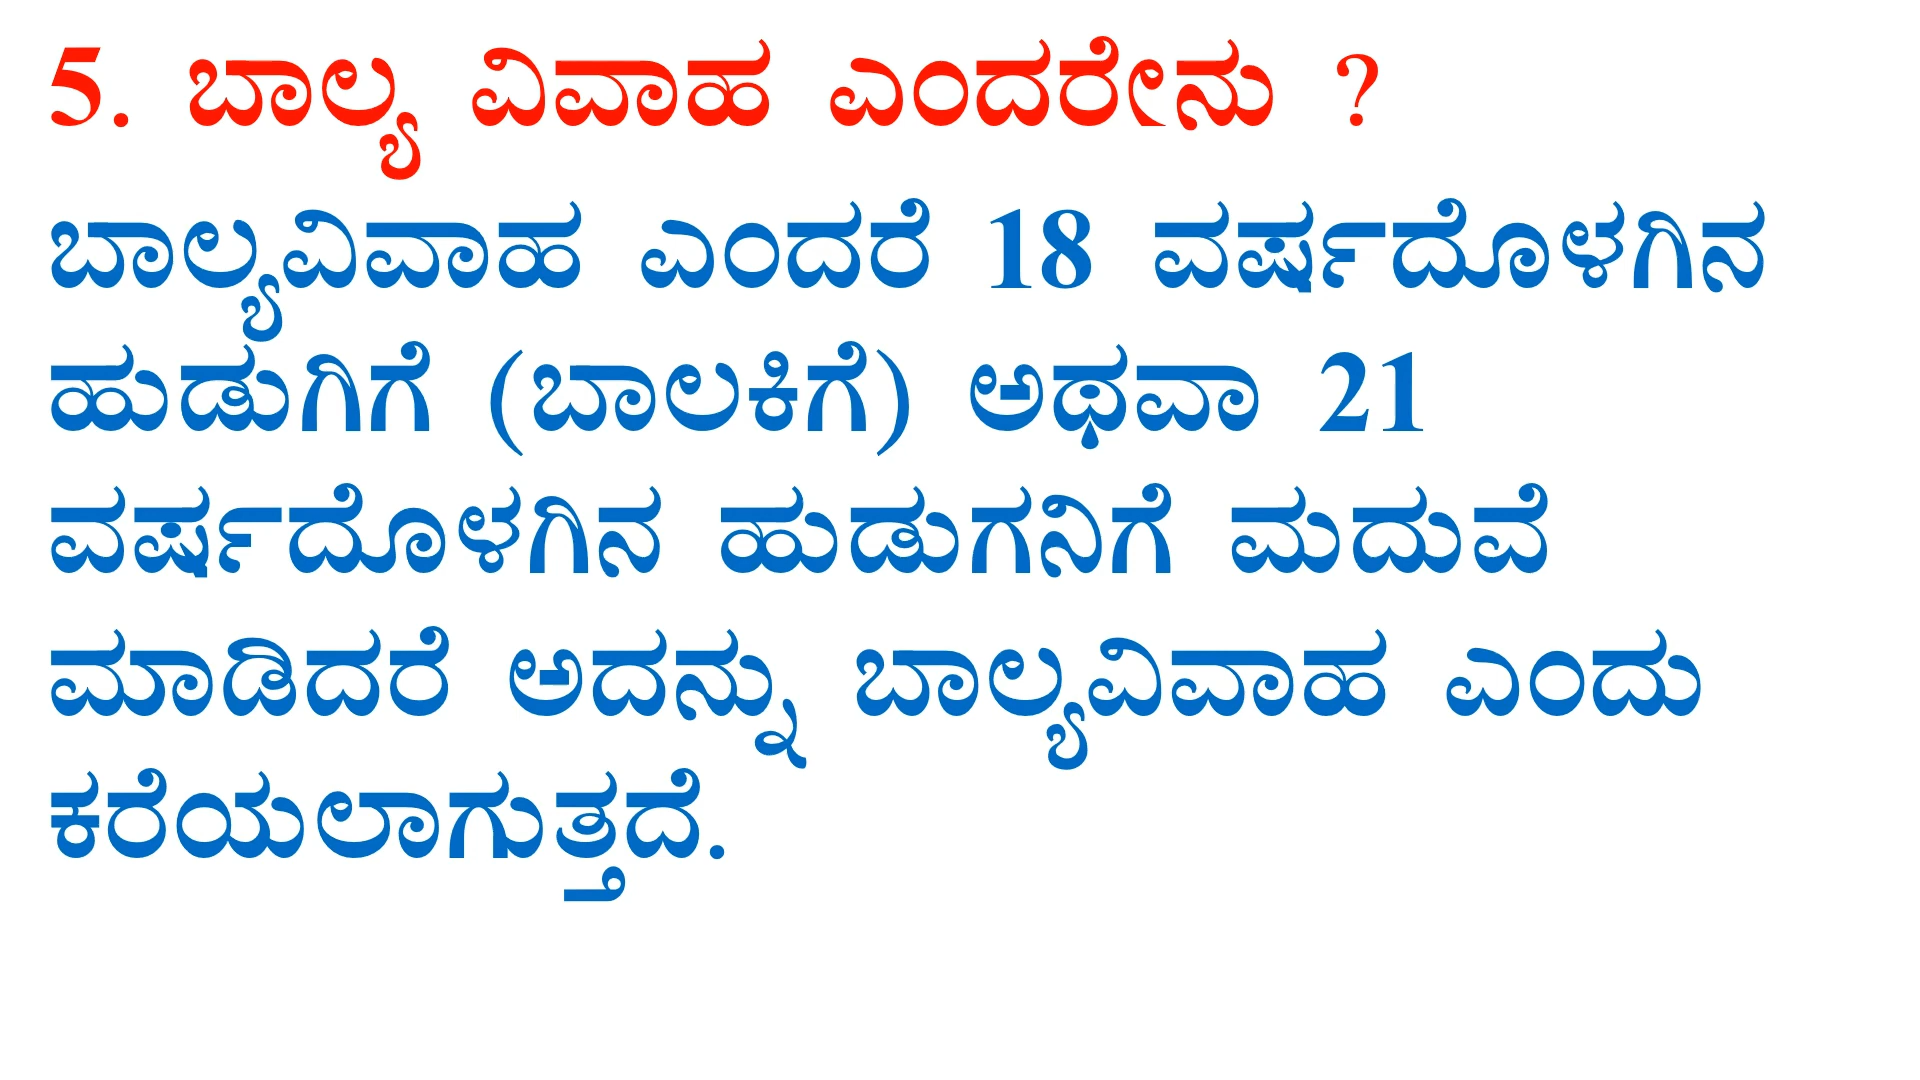 5. ಬಾಲ್ಯ ವಿವಾಹ ಎಂದರೇನು ?
ಬಾಲ್ಯವಿವಾಹ ಎಂದರೆ 18 ವರ್ಷದೊಳಗಿನ
ಹುಡುಗಿಗೆ (ಬಾಲಕಿಗೆ) ಅಥವಾ 21
ವರ್ಷದೊಳಗಿನ ಹುಡುಗನಿಗೆ ಮದುವೆ
ಮಾಡಿದರೆ ಅದನ್ನು ಬಾಲ್ಯವಿವಾಹ ಎಂದು
ಕರೆಯಲಾಗುತ್ತದೆ.